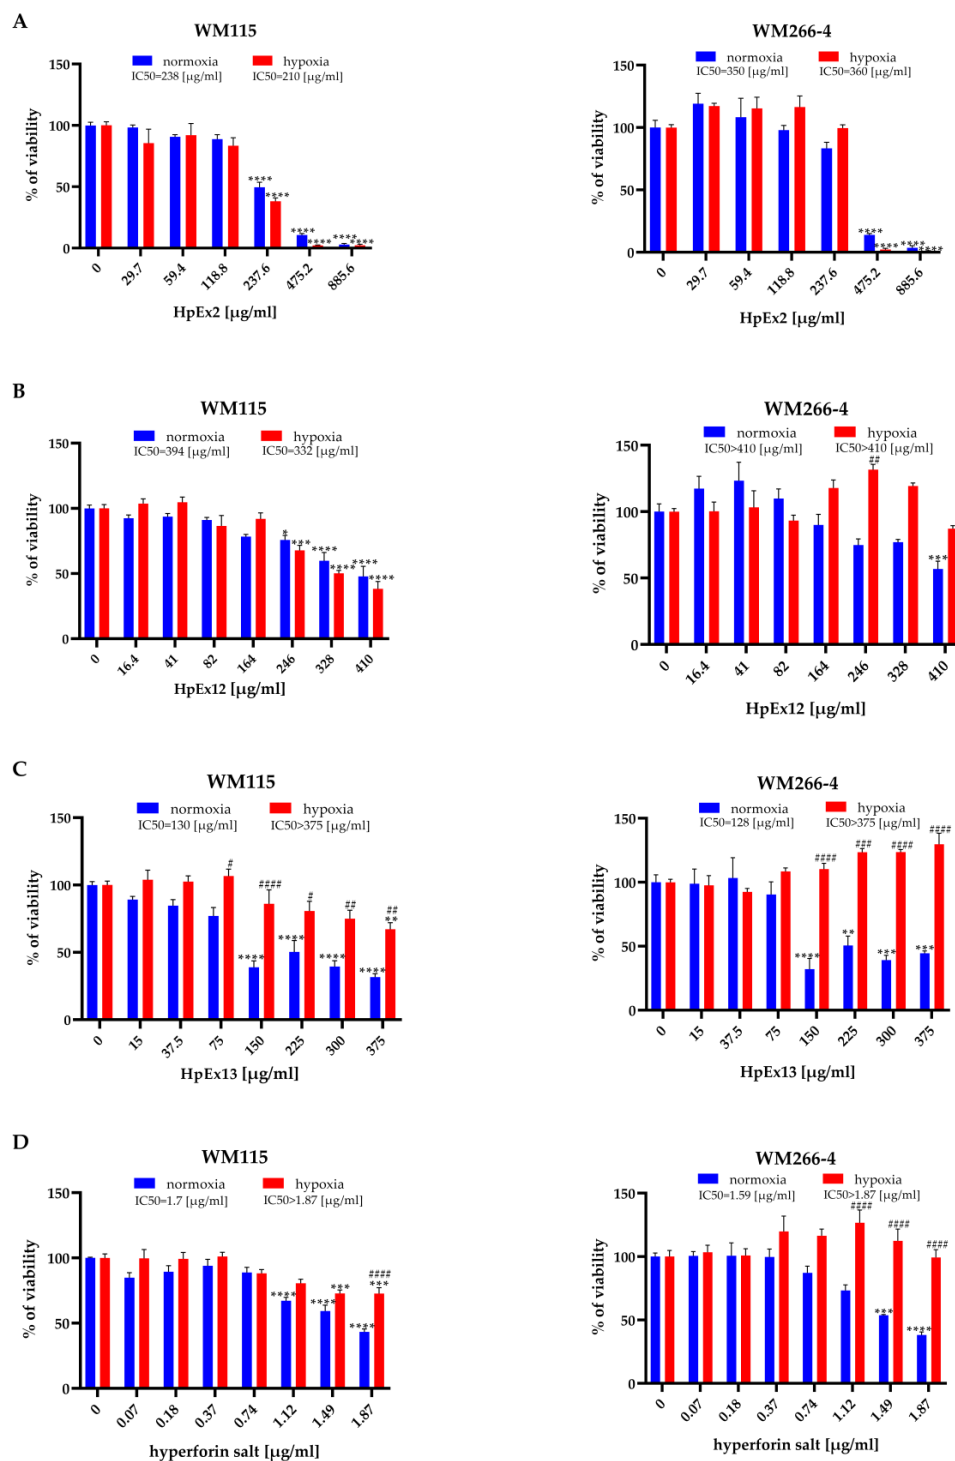 A
WM115
normoxia hypoxia
IC50=238 [µg/ml] IC50=210 [µg/ml]
% of viability
150
100
50
0
**** **** **** **** **** ****
0 29.7 59.4 118.8 237.6 475.2 885.6
HpEx2 [µg/ml]
WM266-4
normoxia hypoxia
IC50=350 [µg/ml] IC50=360 [µg/ml]
% of viability
150
100
50
0
**** **** **** ****
0 29.7 59.4 118.8 237.6 475.2 885.6
HpEx2 [µg/ml]
B
WM115
normoxia hypoxia
IC50=394 [µg/ml] IC50=332 [µg/ml]
% of viability
150
100
50
0
* *** **** **** **** ****
0 16.4 41 82 164 246 328 410
HpEx12 [µg/ml]
WM266-4
normoxia hypoxia
IC50>410 [µg/ml] IC50>410 [µg/ml]
% of viability
150
100
50
0
## ***
0 16.4 41 82 164 246 328 410
HpEx12 [µg/ml]
C
WM115
normoxia hypoxia
IC50=130 [µg/ml] IC50>375 [µg/ml]
% of viability
150
100
50
0
# #### # ## ##
**** **** **** **** **
0 15 37.5 75 150 225 300 375
HpEx13 [µg/ml]
WM266-4
normoxia hypoxia
IC50=128 [µg/ml] IC50>375 [µg/ml]
% of viability
150
100
50
0
#### ### #### ####
**** ** *** ***
0 15 37.5 75 150 225 300 375
HpEx13 [µg/ml]
D
WM115
normoxia hypoxia
IC50=1.7 [µg/ml] IC50>1.87 [µg/ml]
% of viability
150
100
50
0
####
**** **** *** **** ***
0 0.07 0.18 0.37 0.74 1.12 1.49 1.87
hyperforin salt [µg/ml]
WM266-4
normoxia hypoxia
IC50=1.59 [µg/ml] IC50>1.87 [µg/ml]
% of viability
150
100
50
0
#### #### ####
*** ****
0 0.07 0.18 0.37 0.74 1.12 1.49 1.87
hyperforin salt [µg/ml]